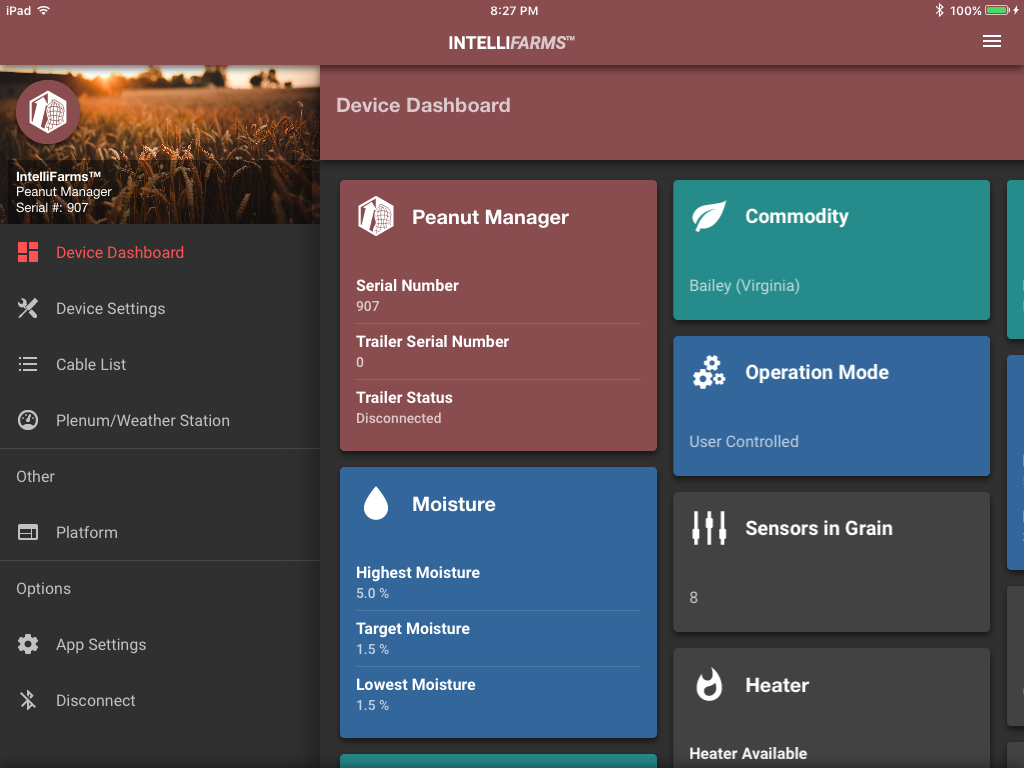 iPad
8:27 PM
100%
INTELLIFARMS™
IntelliFarms™
Peanut Manager
Serial #: 907
Device Dashboard
Device Settings
Cable List
Plenum/Weather Station
Other
Platform
Options
App Settings
Disconnect
Device Dashboard
Peanut Manager
Serial Number
907
Trailer Serial Number
0
Trailer Status
Disconnected
Moisture
Highest Moisture
5.0 %
Target Moisture
1.5 %
Lowest Moisture
1.5 %
Commodity
Bailey (Virginia)
Operation Mode
User Controlled
Sensors in Grain
8
Heater
Heater Available